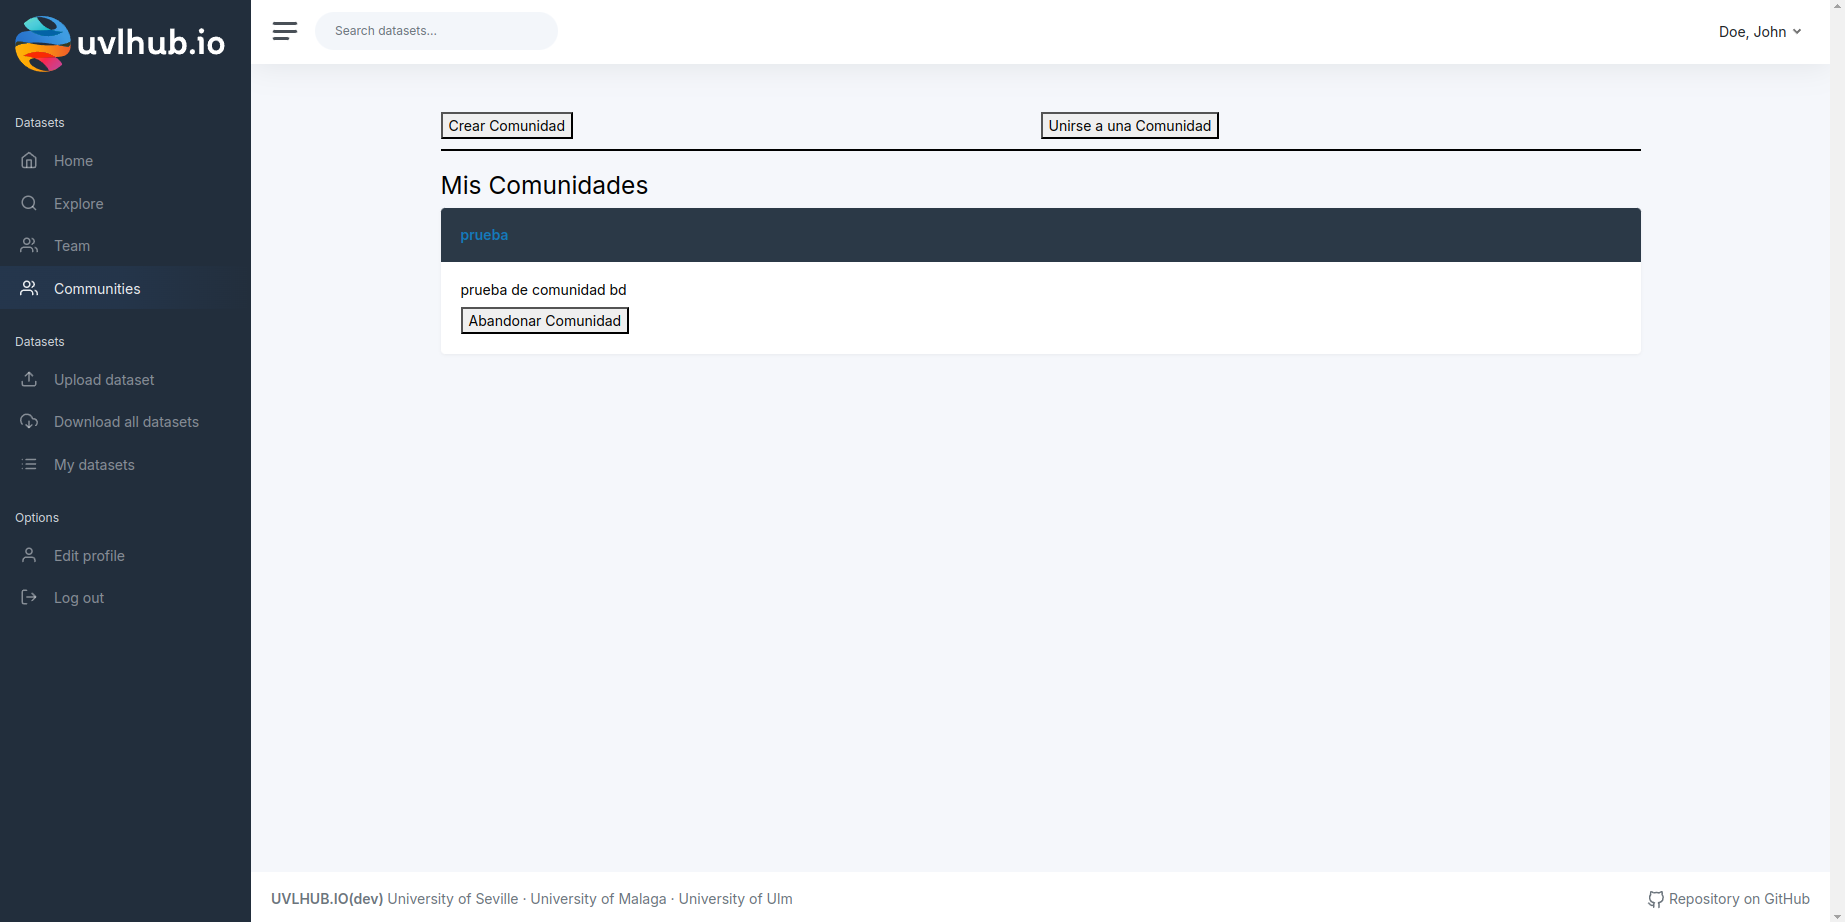 uvlhub.io
Search datasets...
Doe, John
Datasets
Home
Explore
Team
Communities
Datasets
Upload dataset
Download all datasets
My datasets
Options
Edit profile
Log out
Crear Comunidad
Unirse a una Comunidad
Mis Comunidades
prueba
prueba de comunidad bd
Abandonar Comunidad
UVLHUB.IO(dev) University of Seville · University of Malaga · University of Ulm
Repository on GitHub